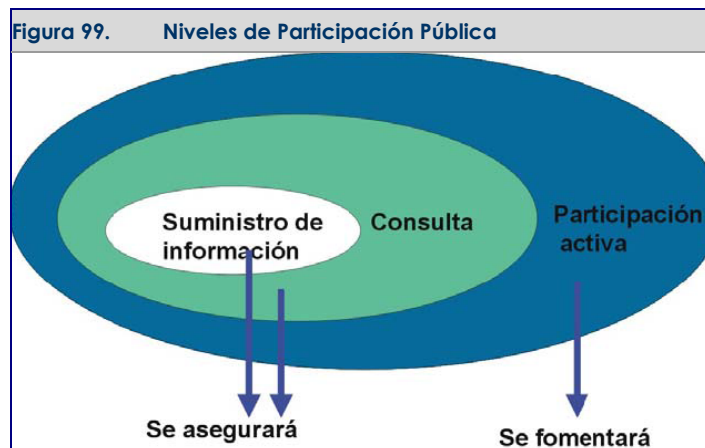 Figura 99. Niveles de Participación Pública
Suministro de
información
Consulta
Participación
activa
Se asegurará
Se fomentará